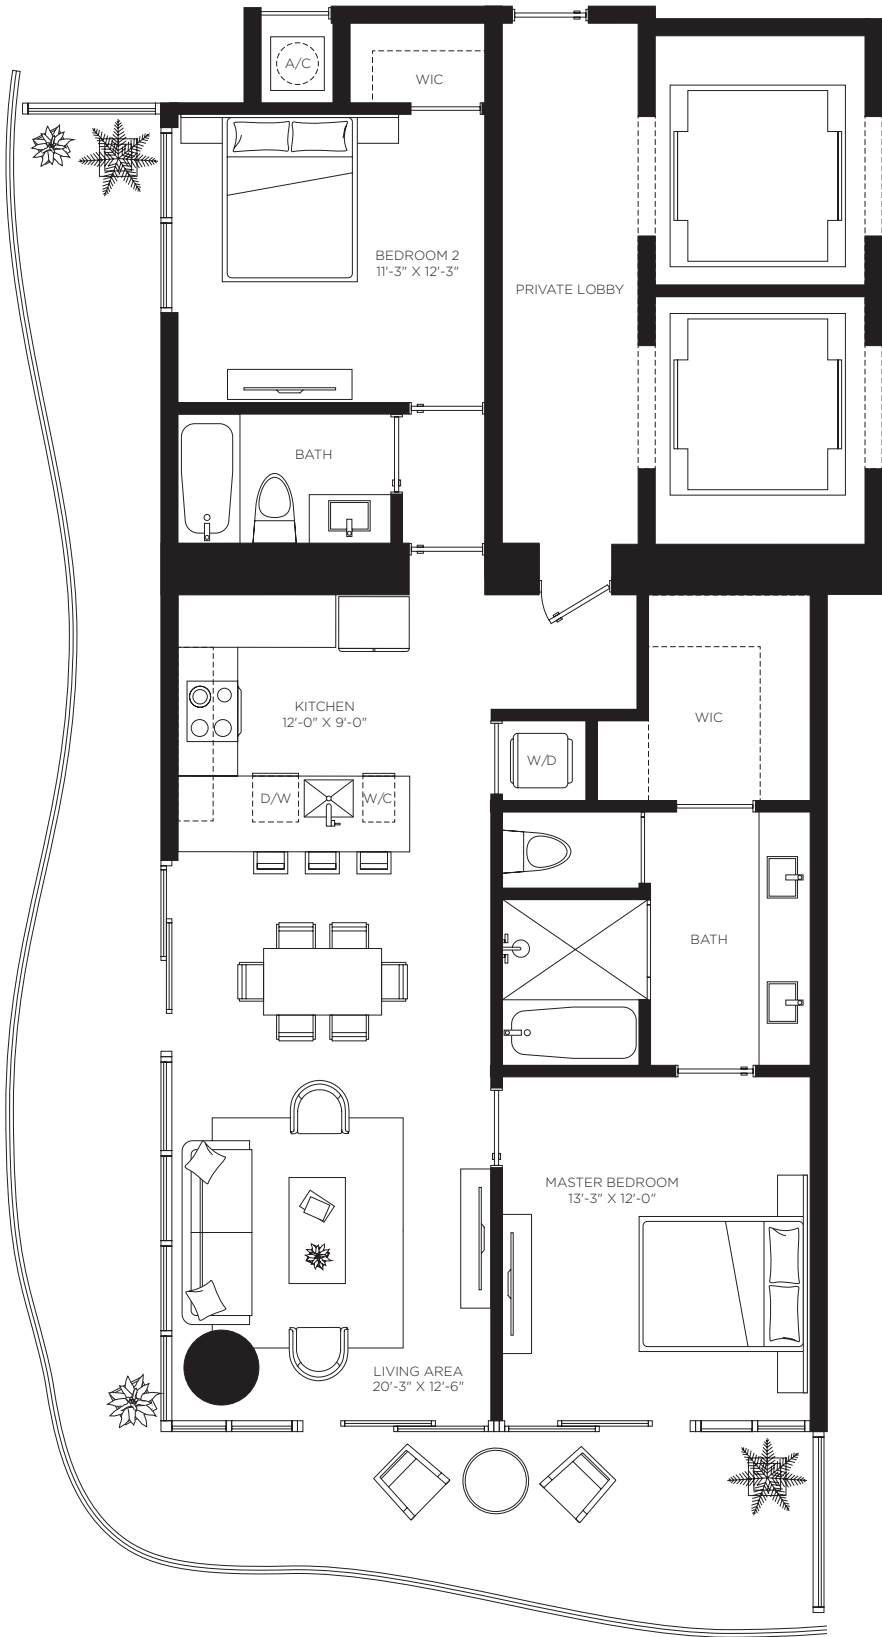 A/C
WIC
BEDROOM 2
11'-3" X 12'-3"
PRIVATE LOBBY
BATH
KITCHEN
12'-0" X 9'-0"
WIC
W/D
D/W
W/C
BATH
MASTER BEDROOM
13'-3" X 12'-0"
LIVING AREA
20'-3" X 12'-6"